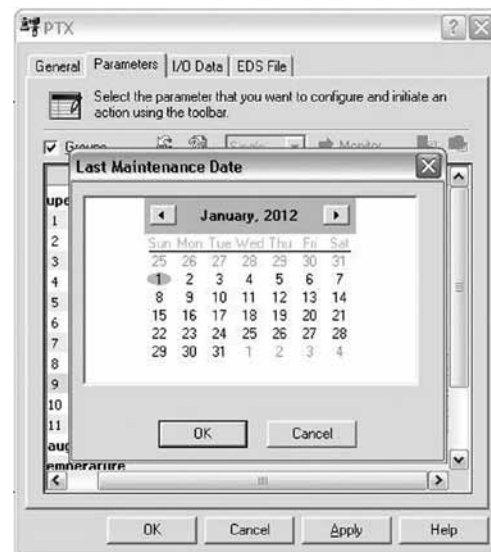 PTX
General Parameters I/O Data EDS File
Select the parameter that you want to configure and initiate an
action using the toolbar.
Monitor
Last Maintenance Date
January, 2012
Sun Mon Tue Wed Thu Fri Sat
25 26 27 28 29 30 31
1 2 3 4 5 6 7
8 9 10 11 12 13 14
15 16 17 18 19 20 21
22 23 24 25 26 27 28
29 30 31 1 2 3 4
OK Cancel
upe
1
2
3
4
5
6
7
8
9
10
11
aug
emperature
OK Cancel Apply Help